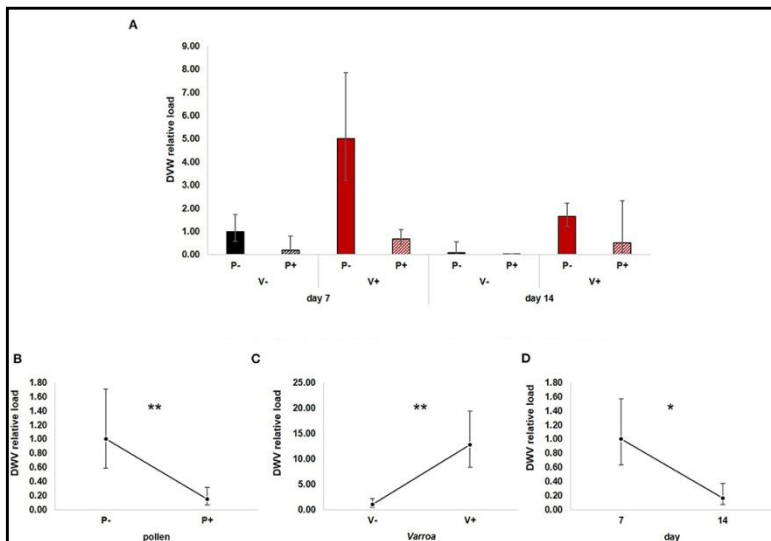 A
9.00
8.00
7.00
6.00
5.00
4.00
3.00
2.00
1.00
0.00
DVW relative load
P- P+ P- P+ P- P+ P- P+
V- V+ V- V+
day 7 day 14
B
1.80
1.60
1.40
1.20
1.00
0.80
0.60
0.40
0.20
0.00
DWV relative load
**
P- P+
pollen
C
25.00
20.00
15.00
10.00
5.00
0.00
DWV relative load
**
V- V+
Varroa
D
1.80
1.60
1.40
1.20
1.00
0.80
0.60
0.40
0.20
0.00
DWV relative load
*
7 14
day